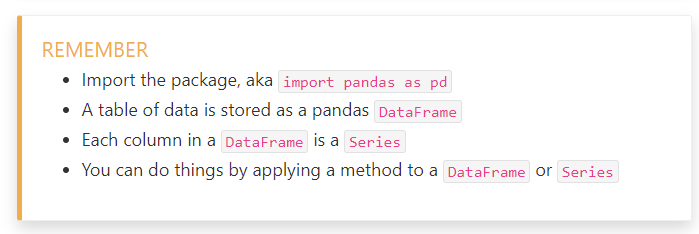 REMEMBER
Import the package, aka import pandas as pd
A table of data is stored as a pandas DataFrame
Each column in a DataFrame is a Series
You can do things by applying a method to a DataFrame or Series